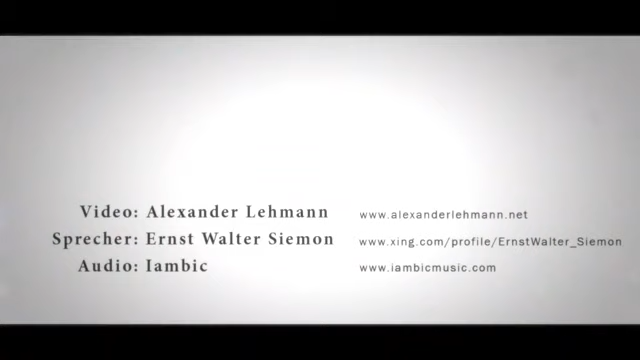 Video: Alexander Lehmann www.alexanderlehmann.net
Sprecher: Ernst Walter Siemon www.xing.com/profile/ErnstWalter_Siemon
Audio: Iambic www.iambicmusic.com